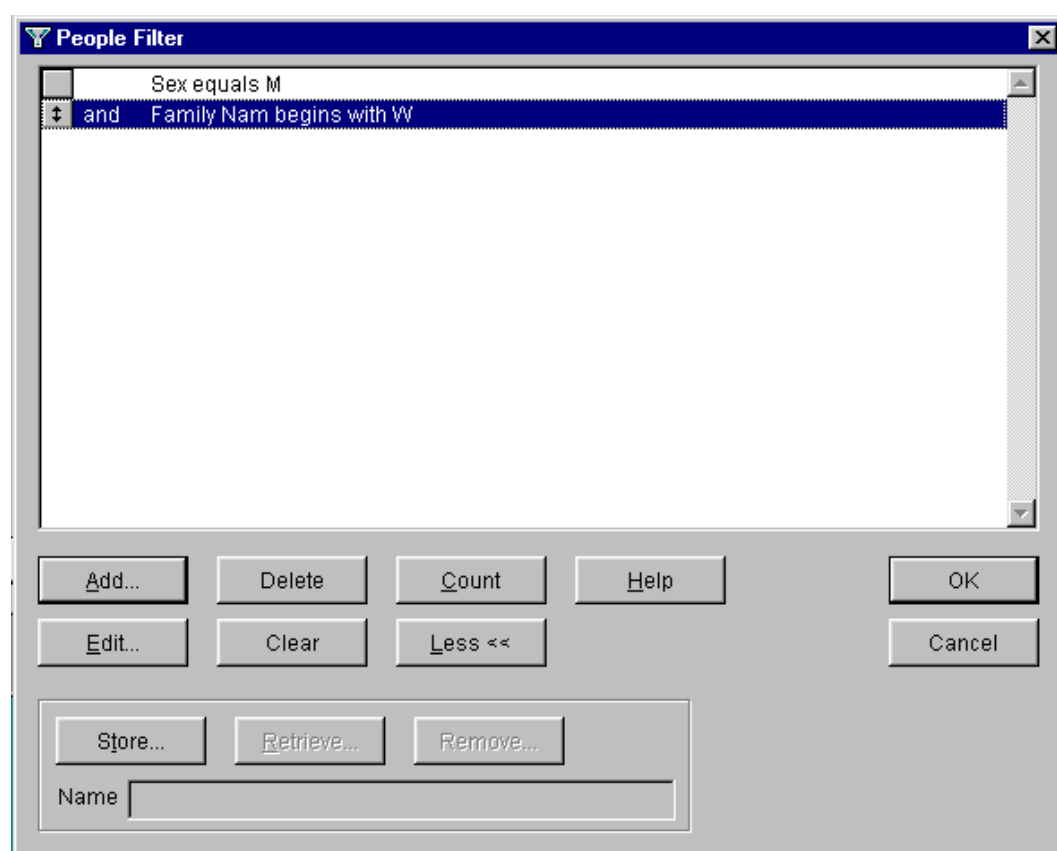 People Filter
Sex equals M
and Family Nam begins with W
Add... Delete Count Help OK
Edit... Clear Less << Cancel
Store... Retrieve... Remove...
Name